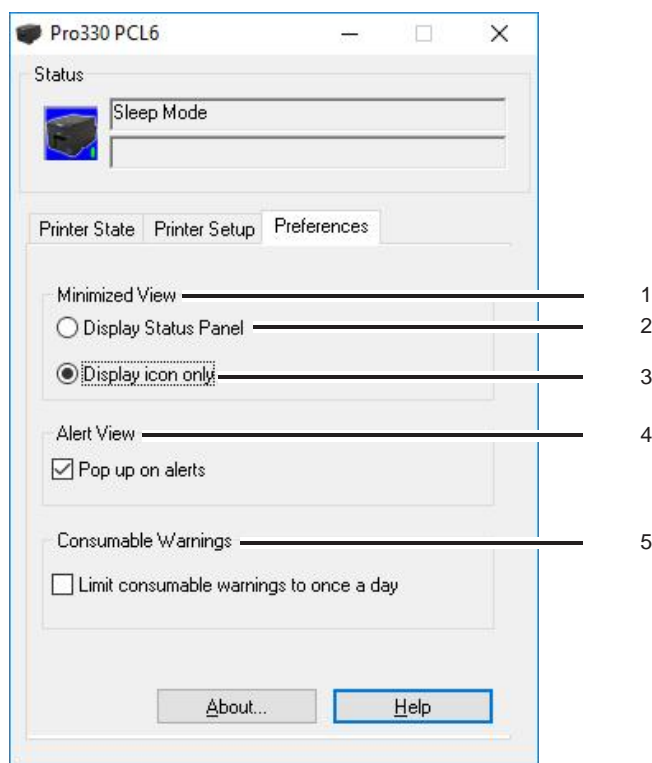 Pro330 PCL6
Status
Sleep Mode
Printer State Printer Setup Preferences
Minimized View 1
Display Status Panel 2
Display icon only 3
Alert View 4
Pop up on alerts
Consumable Warnings 5
Limit consumable warnings to once a day
About... Help